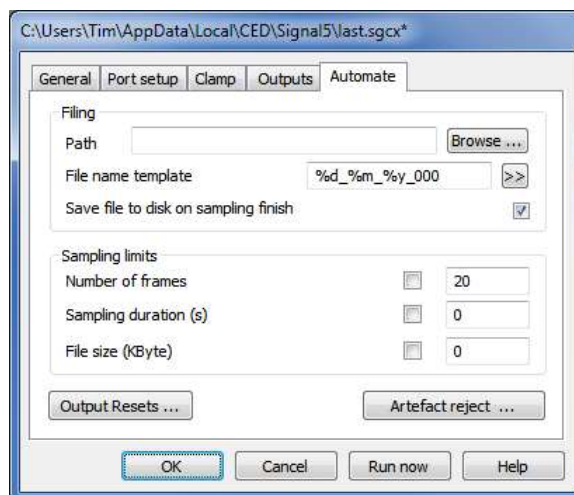 C:\Users\Tim\AppData\Local\CED\Signal5\last.sgcx*
General Port setup Clamp Outputs Automate
Filing
Path Browse ...
File name template %d_%m_%y_000 >>
Save file to disk on sampling finish
Sampling limits
Number of frames 20
Sampling duration (s) 0
File size (KByte) 0
Output Resets ... Artefact reject ...
OK Cancel Run now Help